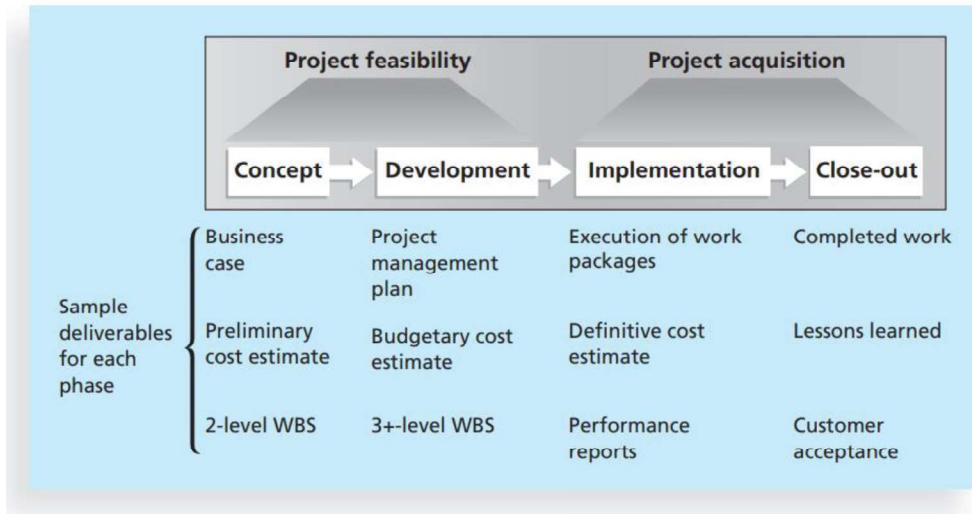 Project feasibility
Project acquisition
Concept
Development
Implementation
Close-out
Sample
deliverables
for each
phase
Business
case
Project
management
plan
Execution of work
packages
Completed work
Preliminary
cost estimate
Budgetary cost
estimate
Definitive cost
estimate
Lessons learned
2-level WBS
3+-level WBS
Performance
reports
Customer
acceptance